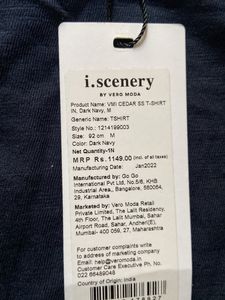 i.scenery
BY VERO MODA
Product Name: VMI CEDAR SS T-SHIRT
IN, Dark Navy, M
Generic Name: TSHIRT
Style No: 1214199003
Size: 92 cm M
Color: Dark Navy
Net Quantity-1N
MRP Rs.1149.00 (incl. of all taxes)
Manufacturing Date: Jan2022
Manufactured by: Go Go
International Pvt Ltd, No.5/6, KHB
Industrial Area, Bangalore, 560064,
29, Karnataka
Marketed by: Vero Moda Retail
Private Limited, The Lalit Residency,
4th Floor, The Lalit Mumbai, Sahar
Airport Road, Sahar, Andheri(E),
Mumbai- 400 059, 27, Maharashtra
For customer complaints write
to address of marketing company
Email: help@veromoda.in
Customer Care Executive Ph. No.
022 66489048
Country of Origin: India